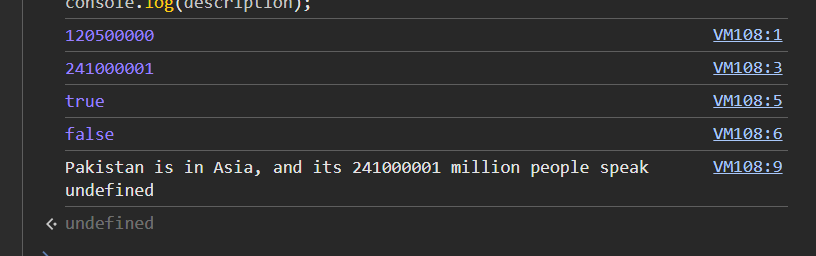 console.log(description);
120500000 VM108:1
241000001 VM108:3
true VM108:5
false VM108:6
Pakistan is in Asia, and its 241000001 million people speak VM108:9
undefined
undefined